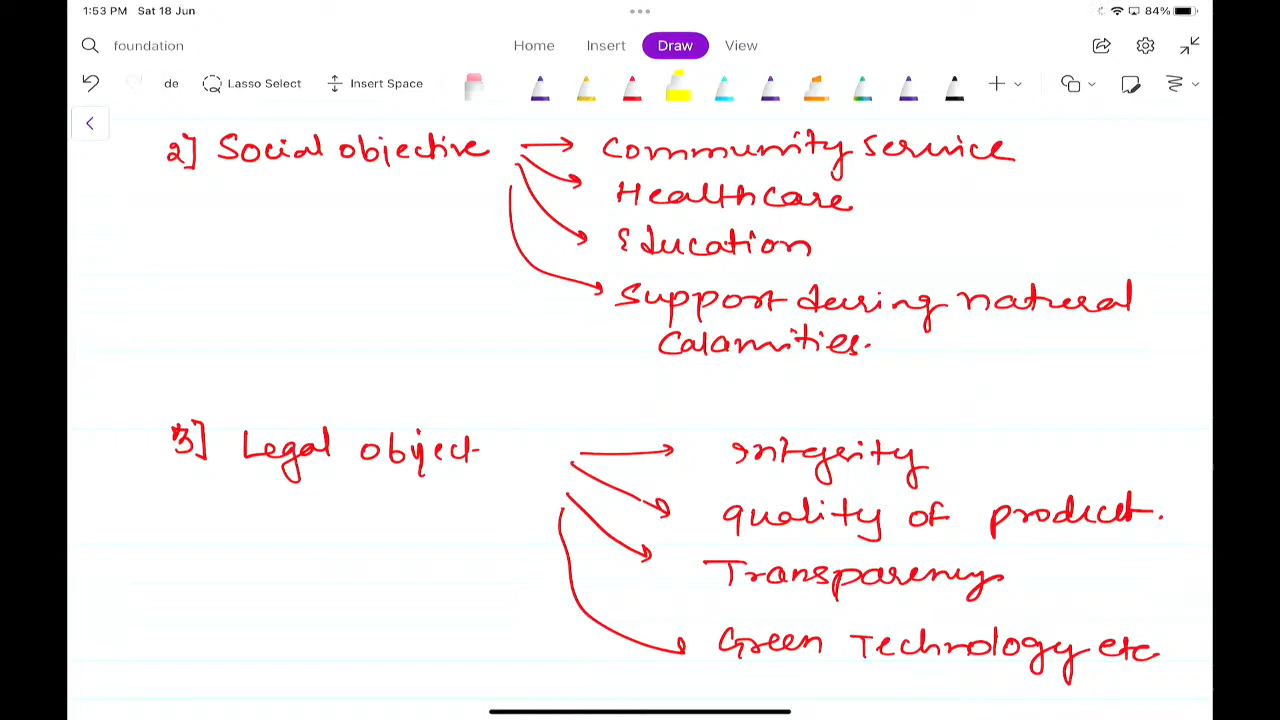 1:53 PM Sat 18 Jun
84%
foundation
Home Insert Draw View
de Lasso Select Insert Space
2] Social objective → Community service
Healthcare
Education
Support during natural
Calamities.
3] Legal object → Integrity
quality of product.
Transparency
Green Technology etc